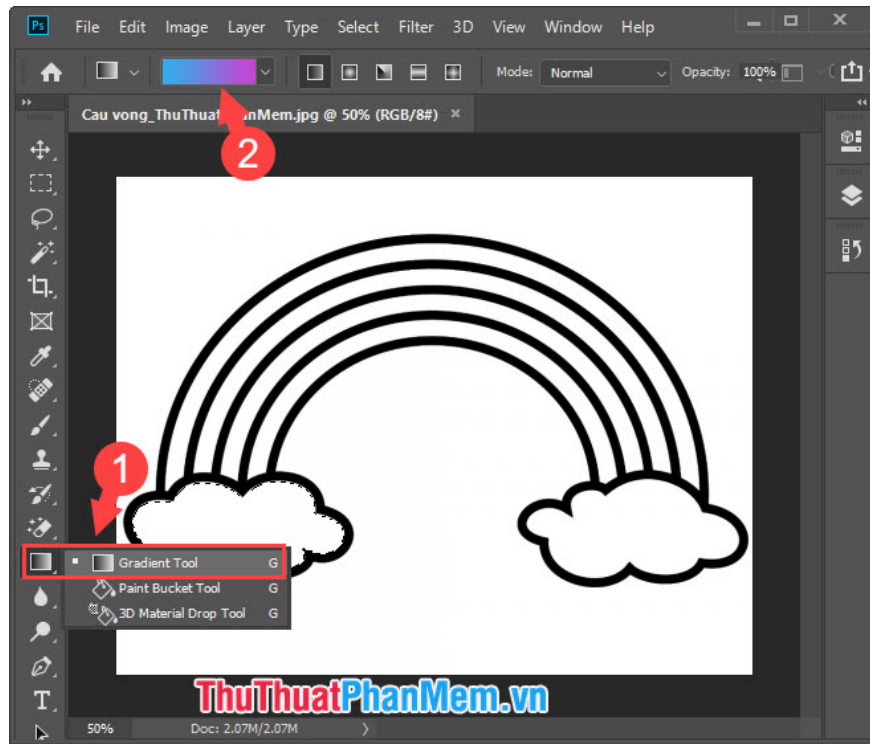 Ps File Edit Image Layer Type Select Filter 3D View Window Help
Mode: Normal Opacity: 100%
Cau vong_ThuThuatPhanMem.jpg @ 50% (RGB/8#) ×
2
1
Gradient Tool G
Paint Bucket Tool G
3D Material Drop Tool G
T
ThuThuatPhanMem.vn
50% Doc: 2.07M/2.07M